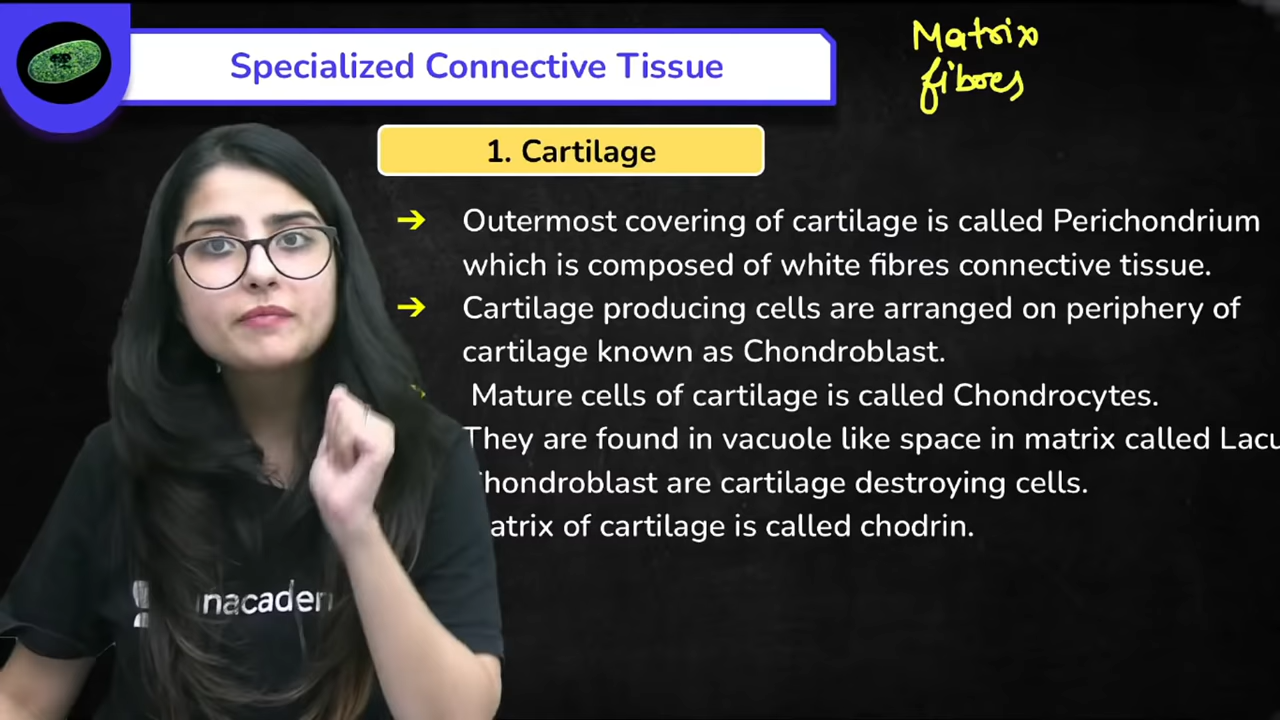 Matrix
fibres
Specialized Connective Tissue
1. Cartilage
➔ Outermost covering of cartilage is called Perichondrium
which is composed of white fibres connective tissue.
➔ Cartilage producing cells are arranged on periphery of
cartilage known as Chondroblast.
Mature cells of cartilage is called Chondrocytes.
They are found in vacuole like space in matrix called Lacu
hondroblast are cartilage destroying cells.
atrix of cartilage is called chodrin.
nacadem